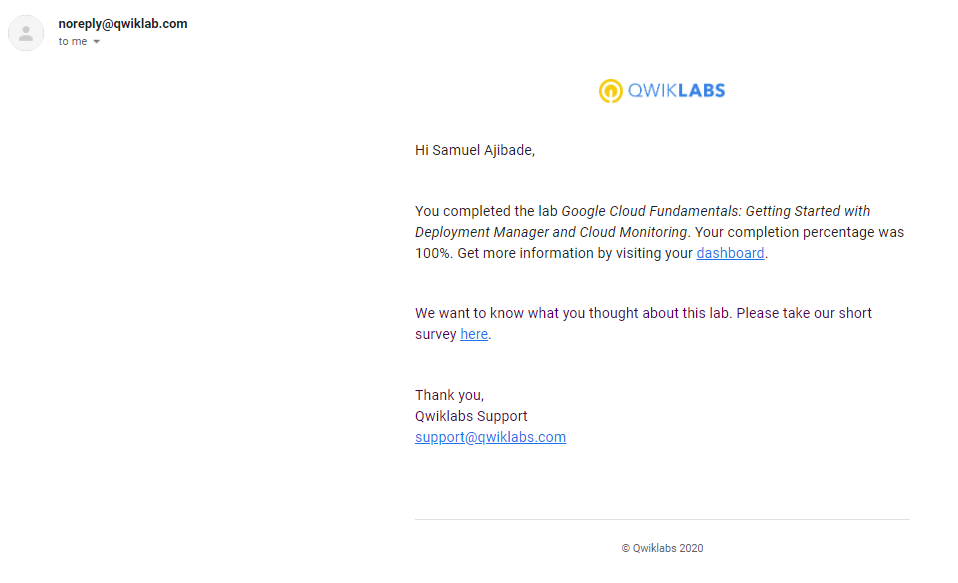 noreply@qwiklab.com
to me
QWIKLABS
Hi Samuel Ajibade,
You completed the lab Google Cloud Fundamentals: Getting Started with
Deployment Manager and Cloud Monitoring. Your completion percentage was
100%. Get more information by visiting your dashboard.
We want to know what you thought about this lab. Please take our short
survey here.
Thank you,
Qwiklabs Support
support@qwiklabs.com
© Qwiklabs 2020